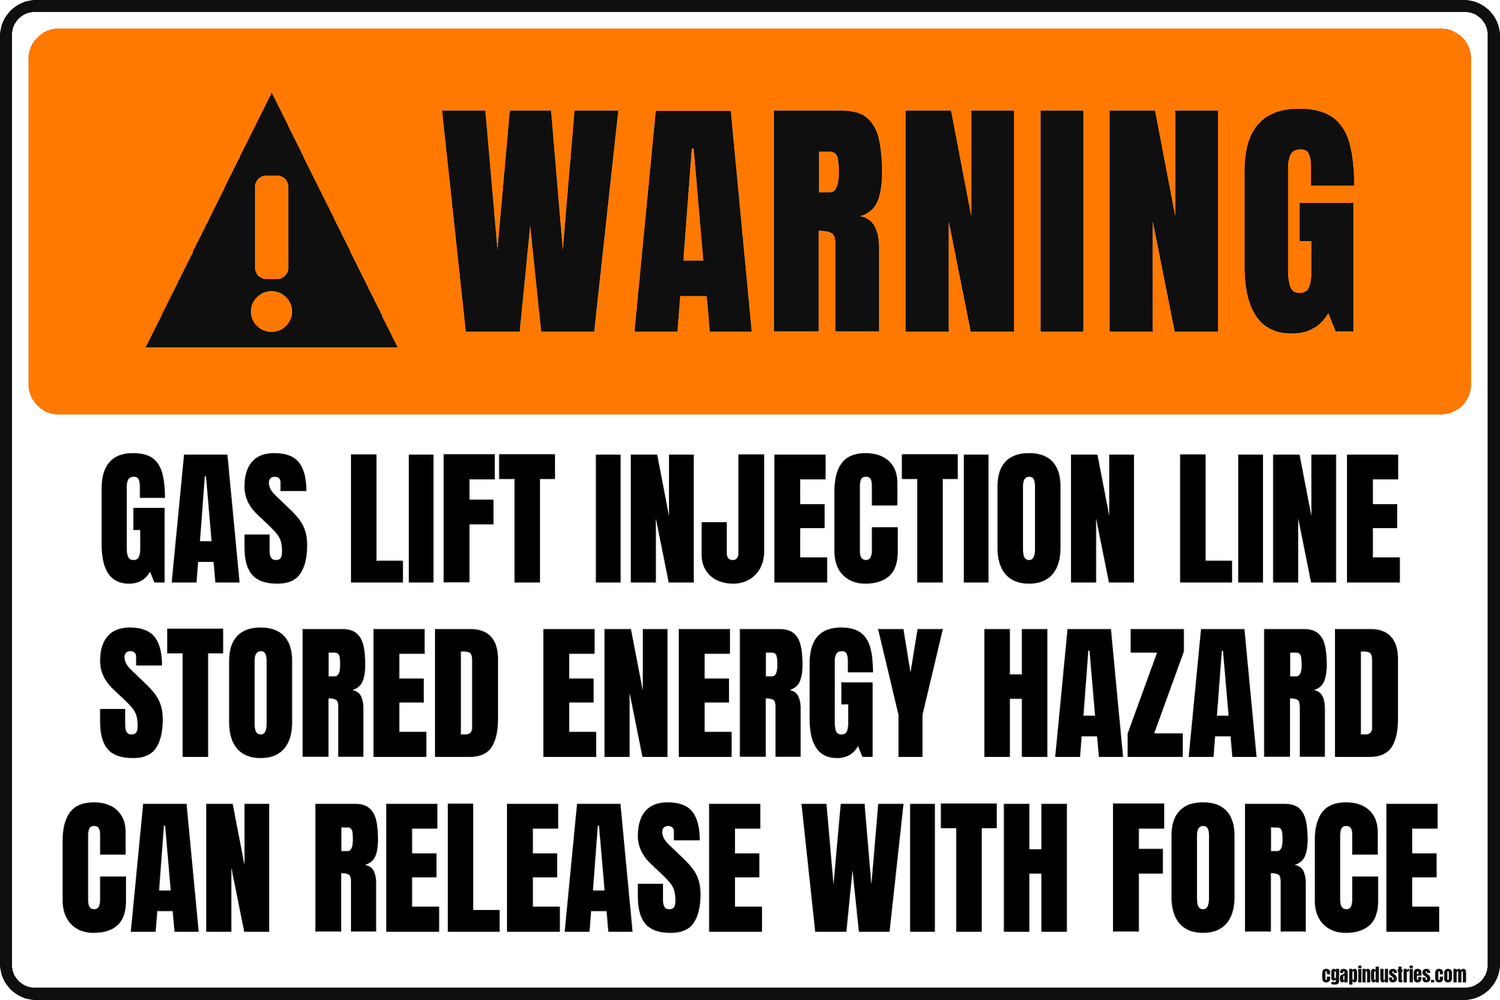 WARNING
GAS LIFT INJECTION LINE
STORED ENERGY HAZARD
CAN RELEASE WITH FORCE
cgapindustries.com